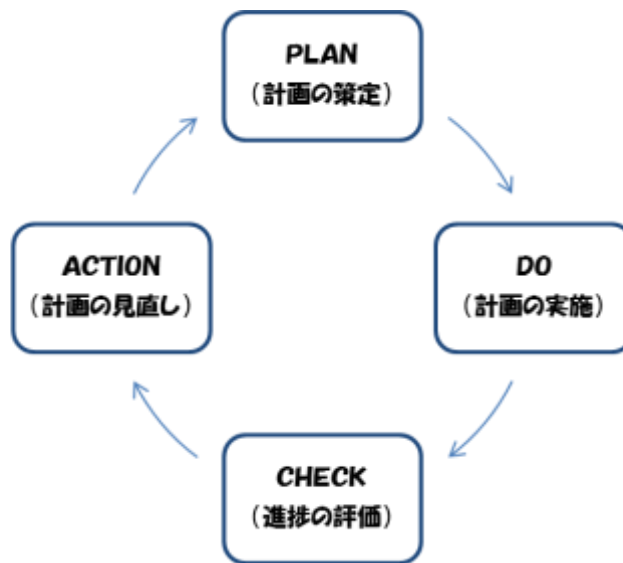 PLAN
(計画の策定)
ACTION
(計画の見直し)
DO
(計画の実施)
CHECK
(進捗の評価)